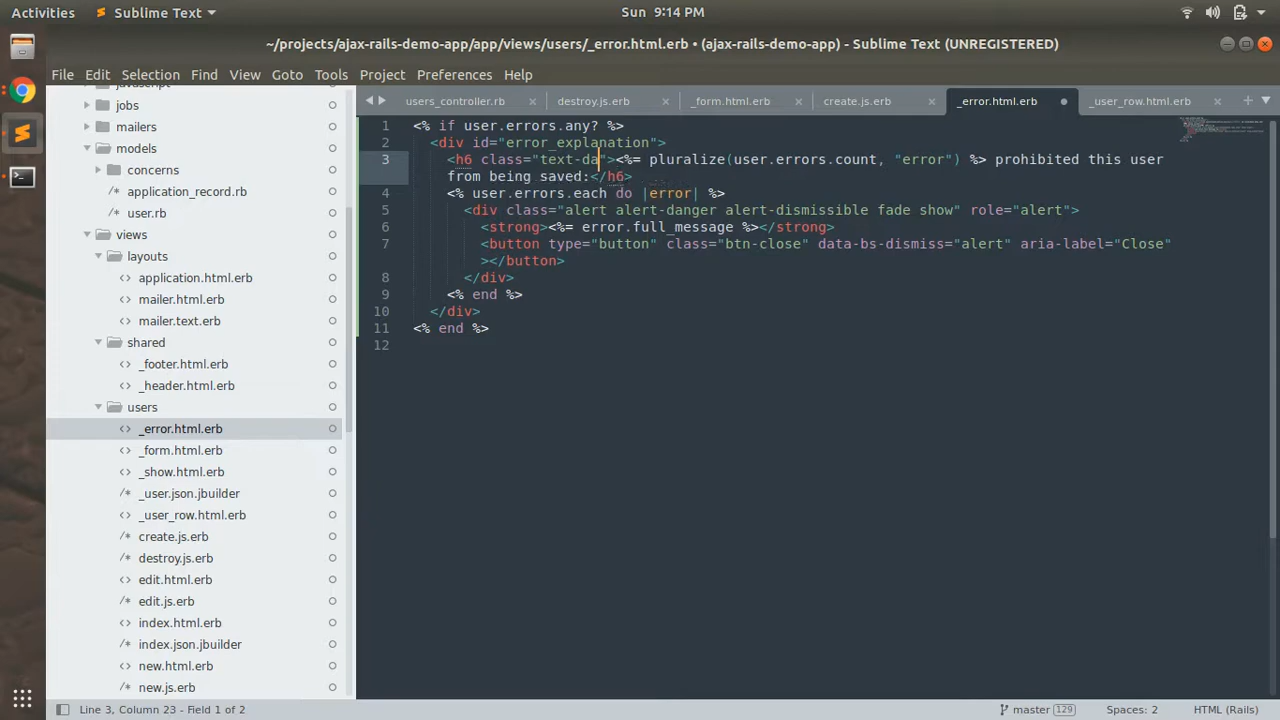 Activities
Sublime Text
Sun 9:14 PM
~/projects/ajax-rails-demo-app/app/views/users/_error.html.erb • (ajax-rails-demo-app) - Sublime Text (UNREGISTERED)
File Edit Selection Find View Goto Tools Project Preferences Help
javascript
jobs
mailers
models
concerns
application_record.rb
user.rb
views
layouts
<> application.html.erb
<> mailer.html.erb
<> mailer.text.erb
shared
<> _footer.html.erb
<> _header.html.erb
users
<> _error.html.erb
<> _form.html.erb
<> _show.html.erb
/* _user.json.jbuilder
<> _user_row.html.erb
/* create.js.erb
/* destroy.js.erb
<> edit.html.erb
/* edit.js.erb
<> index.html.erb
/* index.json.jbuilder
<> new.html.erb
/* new.js.erb
users_controller.rb × destroy.js.erb × _form.html.erb × create.js.erb × _error.html.erb • _user_row.html.erb × +
1 <% if user.errors.any? %>
2 <div id="error_explanation">
3 <h6 class="text-da"><%= pluralize(user.errors.count, "error") %> prohibited this user
from being saved:</h6>
4 <% user.errors.each do |error| %>
5 <div class="alert alert-danger alert-dismissible fade show" role="alert">
6 <strong><%= error.full_message %></strong>
7 <button type="button" class="btn-close" data-bs-dismiss="alert" aria-label="Close"
></button>
8 </div>
9 <% end %>
10 </div>
11 <% end %>
12
Line 3, Column 23 - Field 1 of 2
master 129
Spaces: 2
HTML (Rails)